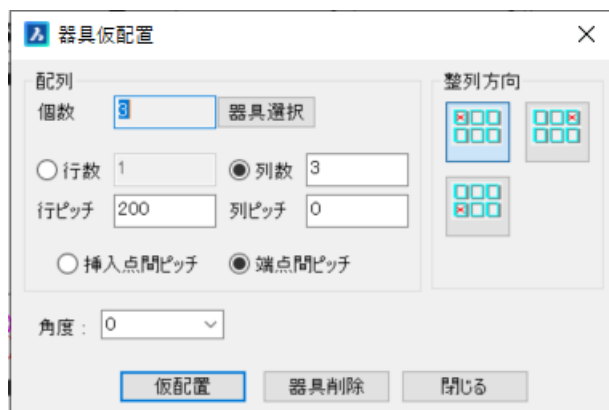 器具仮配置
配列
個数 3 器具選択
行数 1 列数 3
行ピッチ 200 列ピッチ 0
挿入点間ピッチ 端点間ピッチ
整列方向
角度 : 0
仮配置 器具削除 閉じる